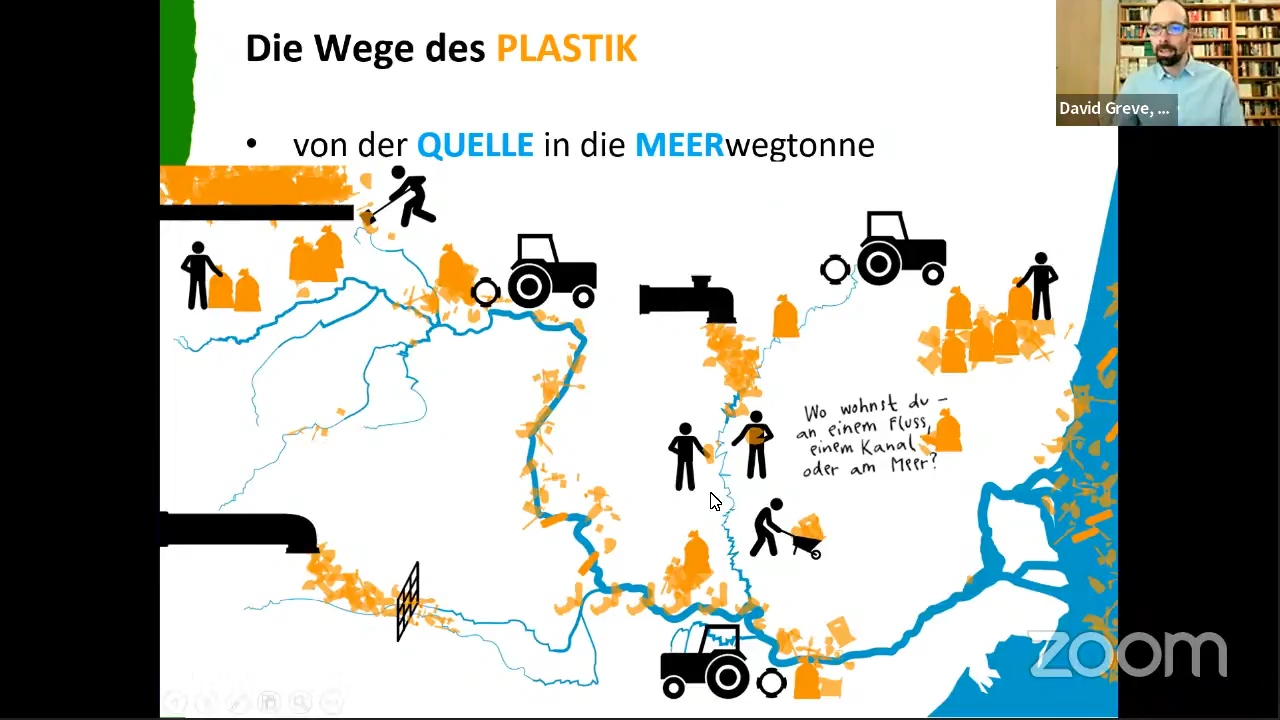 Die Wege des PLASTIK
David Greve, ...
• von der QUELLE in die MEERwegtonne
Wo wohnst du –
an einem Fluss,
einem Kanal
oder am Meer?
zoom